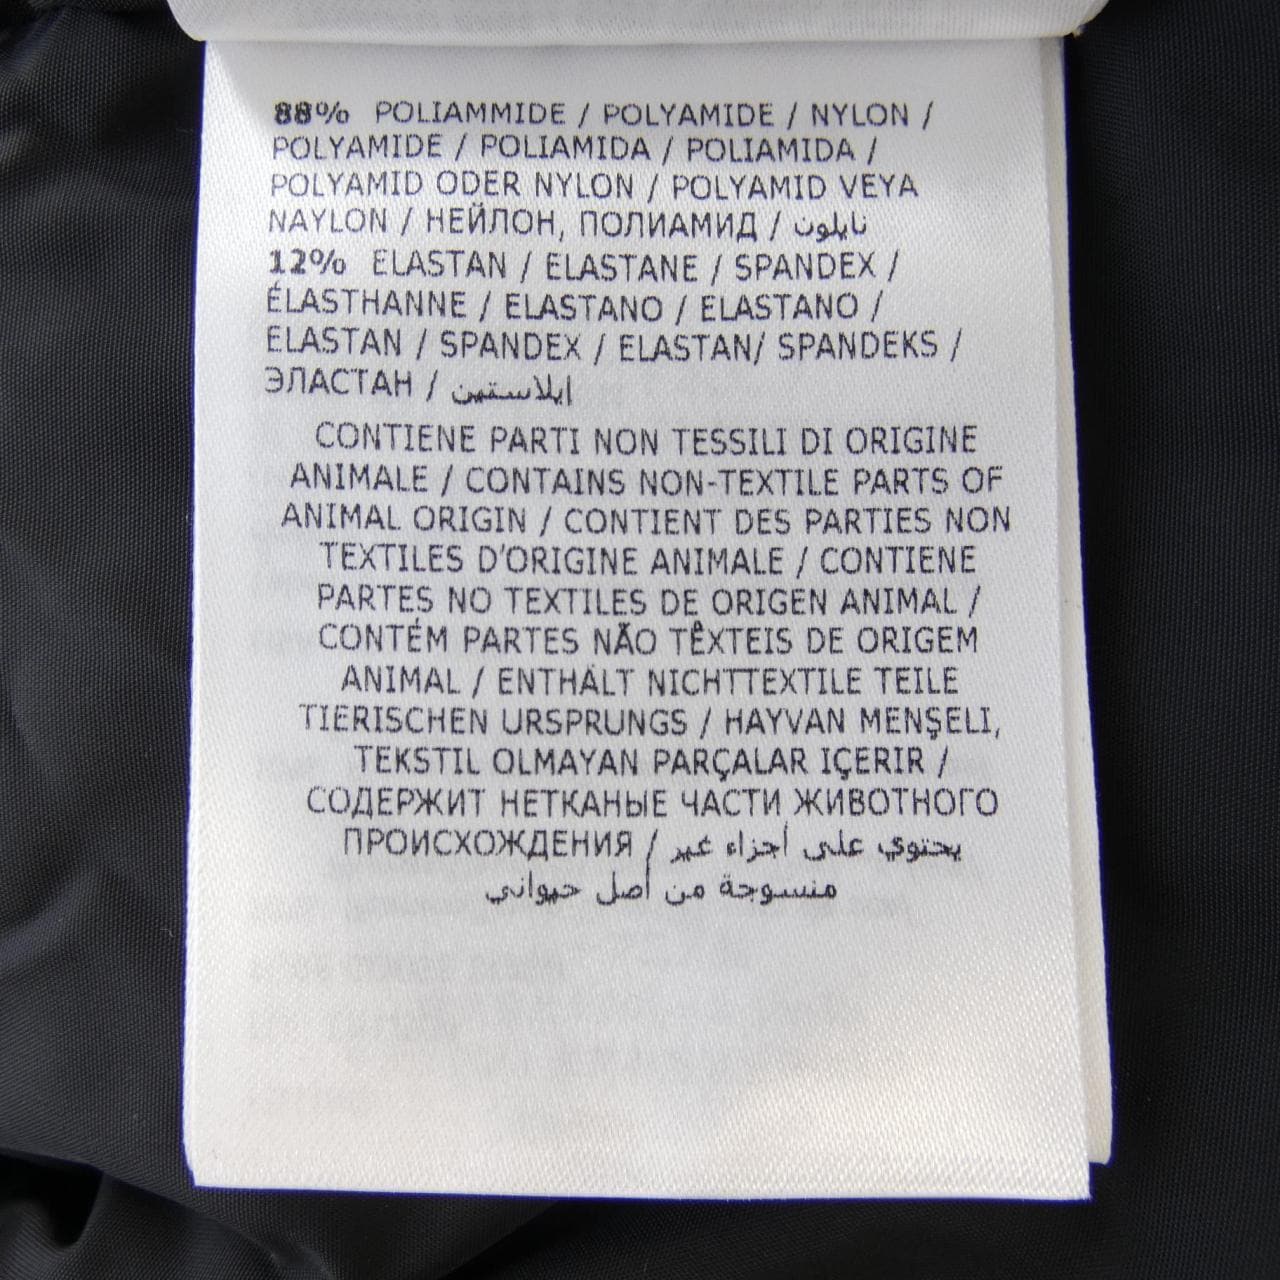 88% POLIAMMIDE / POLYAMIDE / NYLON /
POLYAMIDE / POLIAMIDA / POLIAMIDA /
POLYAMID ODER NYLON / POLYAMID VEYA
NAYLON / НЕЙЛОН, ПОЛИАМИД / نايلون
12% ELASTAN / ELASTANE / SPANDEX /
ÉLASTHANNE / ELASTANO / ELASTANO /
ELASTAN / SPANDEX / ELASTAN/ SPANDEKS /
ЭЛАСТАН / إيلاستين
CONTIENE PARTI NON TESSILI DI ORIGINE
ANIMALE / CONTAINS NON-TEXTILE PARTS OF
ANIMAL ORIGIN / CONTIENT DES PARTIES NON
TEXTILES D'ORIGINE ANIMALE / CONTIENE
PARTES NO TEXTILES DE ORIGEN ANIMAL /
CONTÉM PARTES NÃO TÊXTEIS DE ORIGEM
ANIMAL / ENTHÄLT NICHTTEXTILE TEILE
TIERISCHEN URSPRUNGS / HAYVAN MENŞELI,
TEKSTIL OLMAYAN PARÇALAR IÇERIR /
СОДЕРЖИТ НЕТКАНЫЕ ЧАСТИ ЖИВОТНОГО
ПРОИСХОЖДЕНИЯ / يحتوي على أجزاء غير
منسوجة من أصل حيواني